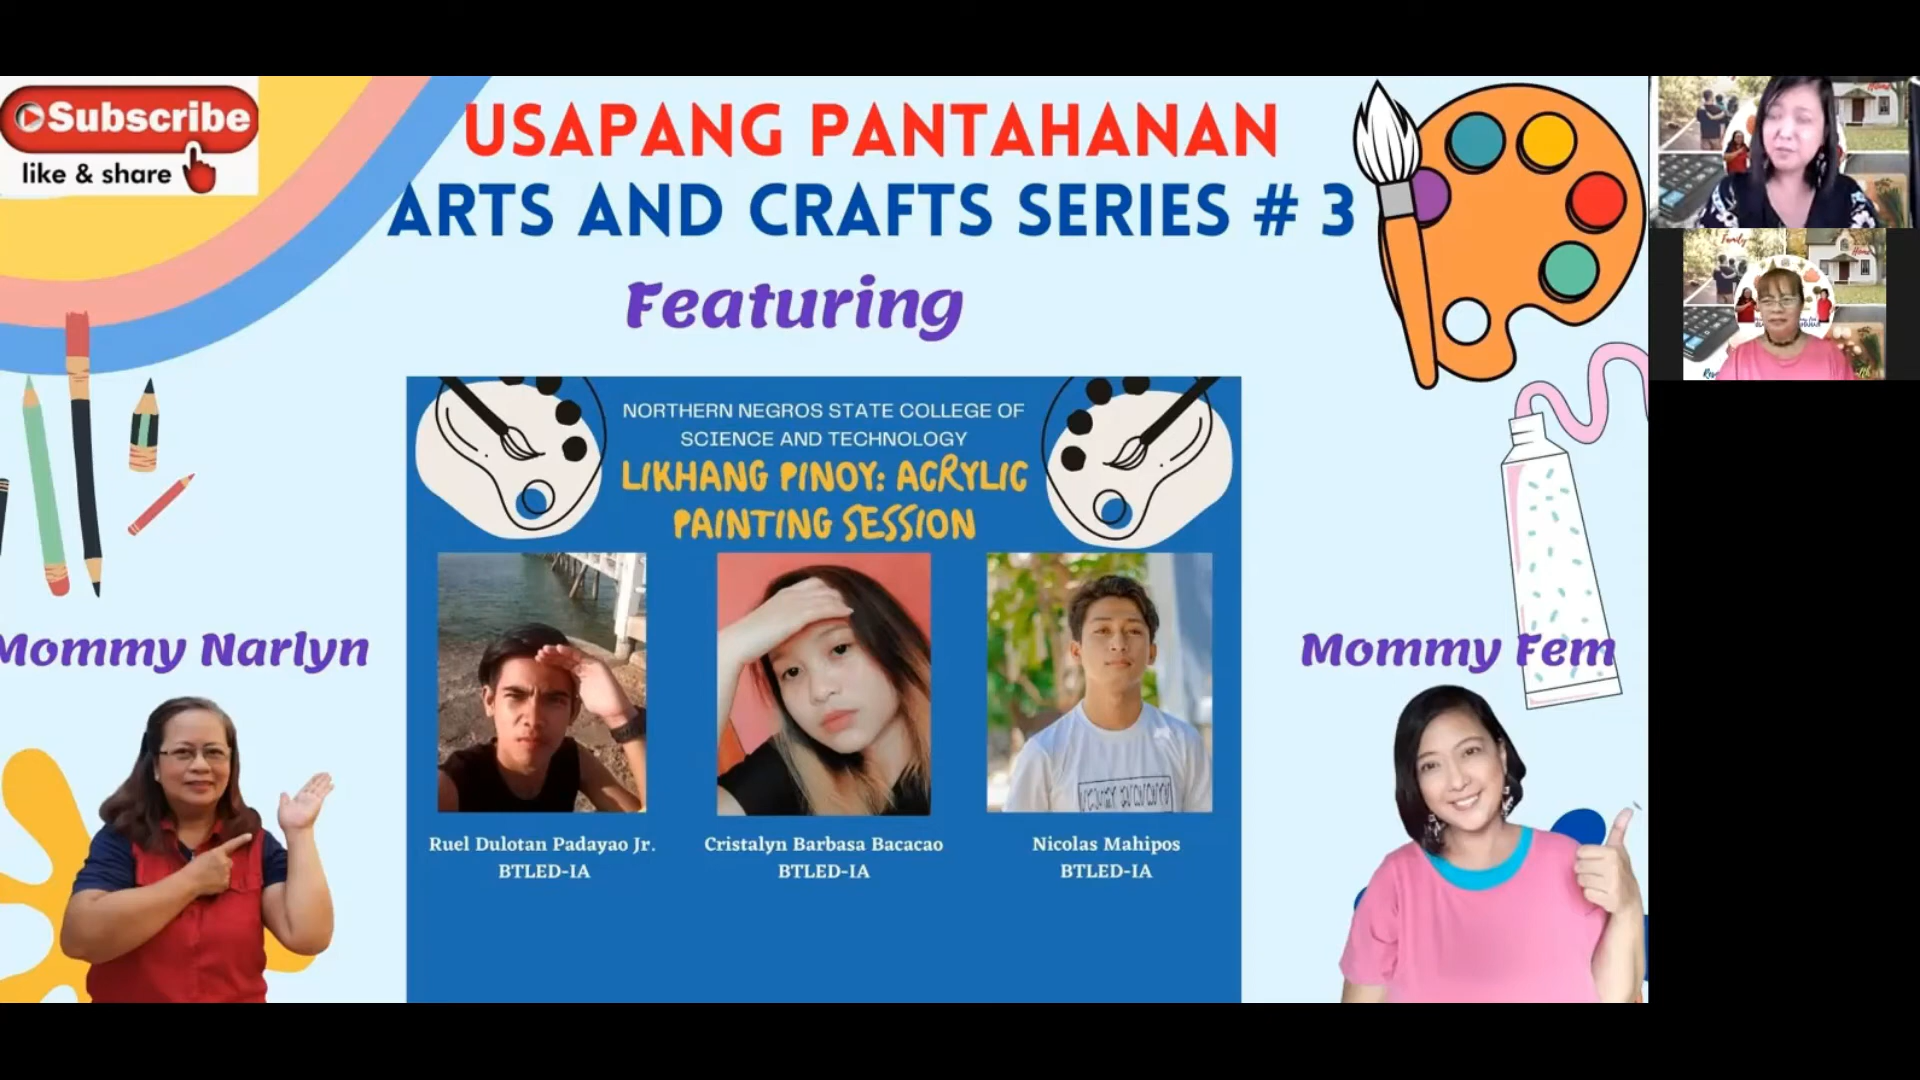 Subscribe
like & share
USAPANG PANTAHANAN
ARTS AND CRAFTS SERIES # 3
Featuring
NORTHERN NEGROS STATE COLLEGE OF
SCIENCE AND TECHNOLOGY
LIKHANG PINOY: ACRYLIC
PAINTING SESSION
Mommy Narlyn
Mommy Fem
Ruel Dulotan Padayao Jr.
BTLED-IA
Cristalyn Barbasa Bacacao
BTLED-IA
Nicolas Mahipos
BTLED-IA
Family
Home